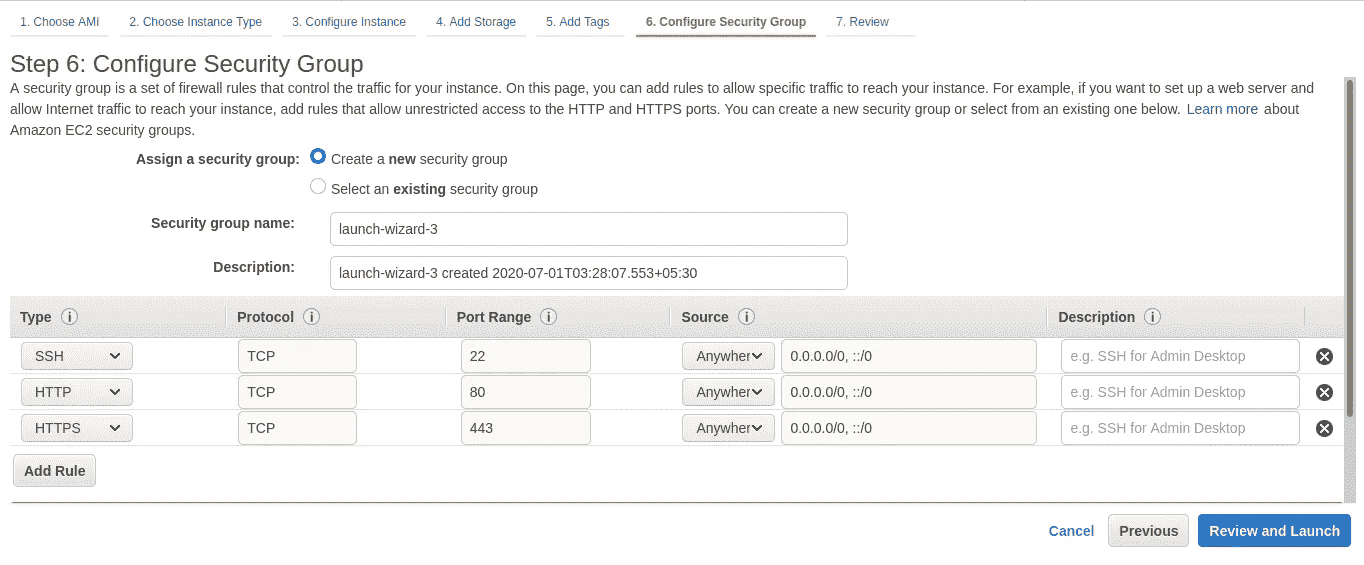 1. Choose AMI 2. Choose Instance Type 3. Configure Instance 4. Add Storage 5. Add Tags 6. Configure Security Group 7. Review
Step 6: Configure Security Group
A security group is a set of firewall rules that control the traffic for your instance. On this page, you can add rules to allow specific traffic to reach your instance. For example, if you want to set up a web server and
allow Internet traffic to reach your instance, add rules that allow unrestricted access to the HTTP and HTTPS ports. You can create a new security group or select from an existing one below. Learn more about
Amazon EC2 security groups.
Assign a security group: Create a new security group
Select an existing security group
Security group name: launch-wizard-3
Description: launch-wizard-3 created 2020-07-01T03:28:07.553+05:30
Type i Protocol i Port Range i Source i Description i
SSH TCP 22 Anywher 0.0.0.0/0, ::/0 e.g. SSH for Admin Desktop
HTTP TCP 80 Anywher 0.0.0.0/0, ::/0 e.g. SSH for Admin Desktop
HTTPS TCP 443 Anywher 0.0.0.0/0, ::/0 e.g. SSH for Admin Desktop
Add Rule
Cancel Previous Review and Launch